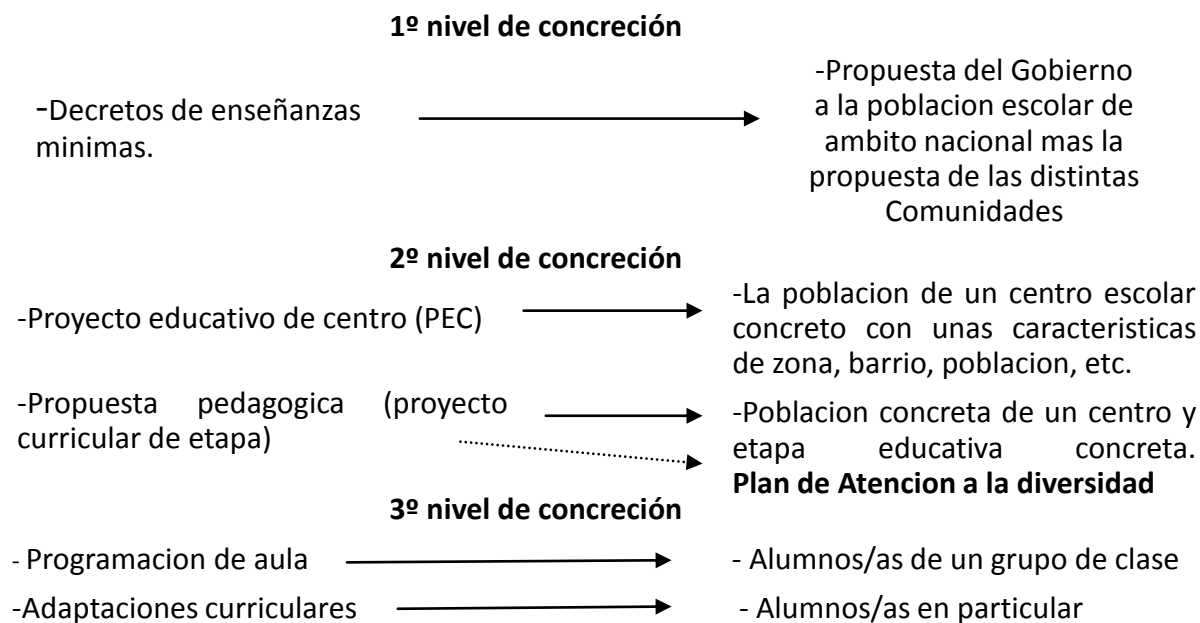 1º nivel de concreción
-Decretos de enseñanzas
minimas.
-Propuesta del Gobierno
a la poblacion escolar de
ambito nacional mas la
propuesta de las distintas
Comunidades
2º nivel de concreción
-Proyecto educativo de centro (PEC)
-La poblacion de un centro escolar
concreto con unas caracteristicas
de zona, barrio, poblacion, etc.
-Propuesta pedagogica (proyecto
curricular de etapa)
-Poblacion concreta de un centro y
etapa educativa concreta.
Plan de Atencion a la diversidad
3º nivel de concreción
- Programacion de aula
- Alumnos/as de un grupo de clase
-Adaptaciones curriculares
- Alumnos/as en particular